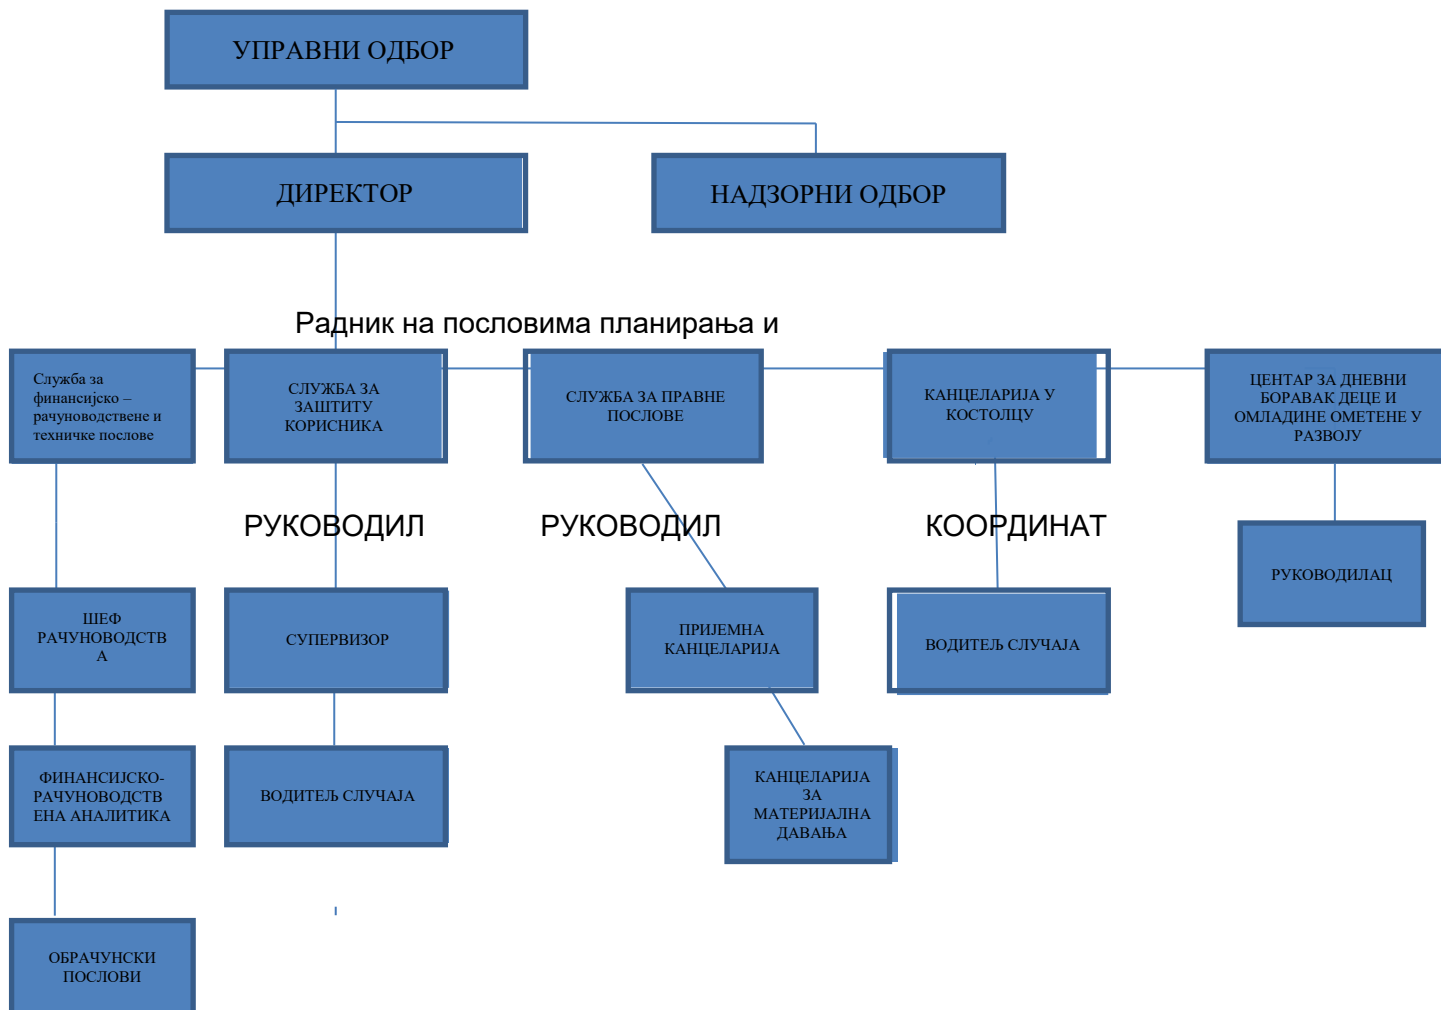 УПРАВНИ ОДБОР
ДИРЕКТОР
НАДЗОРНИ ОДБОР
Радник на пословима планирања и
Служба за
финансијско –
рачуноводствене и
техничке послове
СЛУЖБА ЗА
ЗАШТИТУ
КОРИСНИКА
СЛУЖБА ЗА ПРАВНЕ
ПОСЛОВЕ
КАНЦЕЛАРИЈА У
КОСТОЛЦУ
ЦЕНТАР ЗА ДНЕВНИ
БОРАВАК ДЕЦЕ И
ОМЛАДИНЕ ОМЕТЕНЕ У
РАЗВОЈУ
РУКОВОДИЛ
РУКОВОДИЛ
КООРДИНАТ
РУКОВОДИЛАЦ
ШЕФ
РАЧУНОВОДСТВ
А
СУПЕРВИЗОР
ПРИЈЕМНА
КАНЦЕЛАРИЈА
ВОДИТЕЉ СЛУЧАЈА
ФИНАНСИЈСКО-
РАЧУНОВОДСТВ
ЕНА АНАЛИТИКА
ВОДИТЕЉ СЛУЧАЈА
КАНЦЕЛАРИЈА
ЗА
МАТЕРИЈАЛНА
ДАВАЊА
ОБРАЧУНСКИ
ПОСЛОВИ